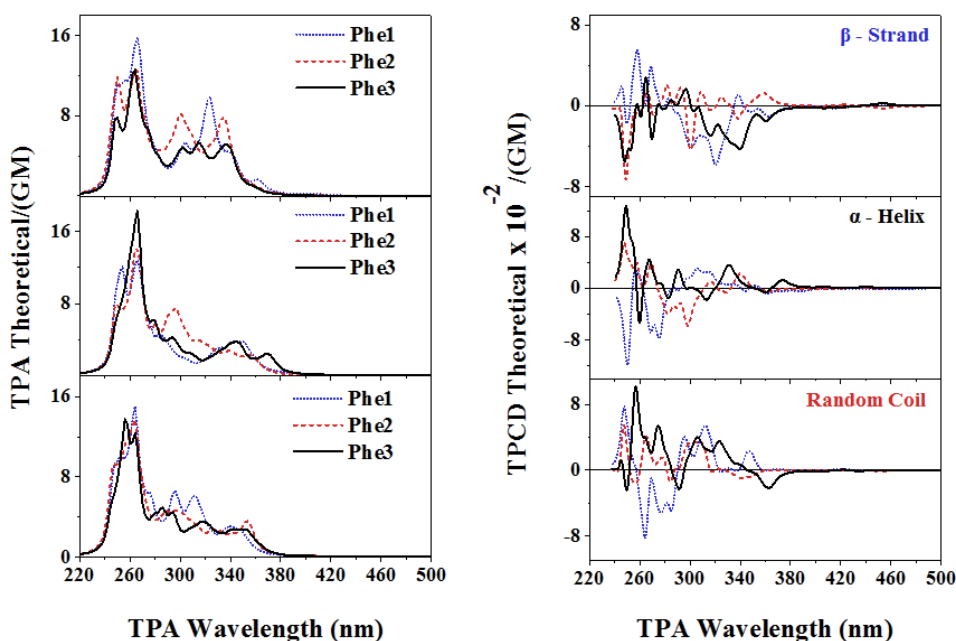 TPA Theoretical/(GM)
16
8
0
Phe1
Phe2
Phe3
16
8
Phe1
Phe2
Phe3
16
8
0
Phe1
Phe2
Phe3
220 260 300 340 380 420 460 500
TPA Wavelength (nm)
TPCD Theoretical x 10⁻² /(GM)
8
0
-8
β - Strand
8
0
-8
α - Helix
8
0
-8
Random Coil
220 260 300 340 380 420 460 500
TPA Wavelength (nm)